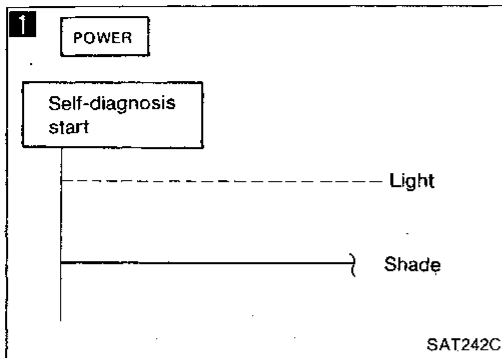 1
POWER
Self-diagnosis
start
Light
Shade
SAT242C